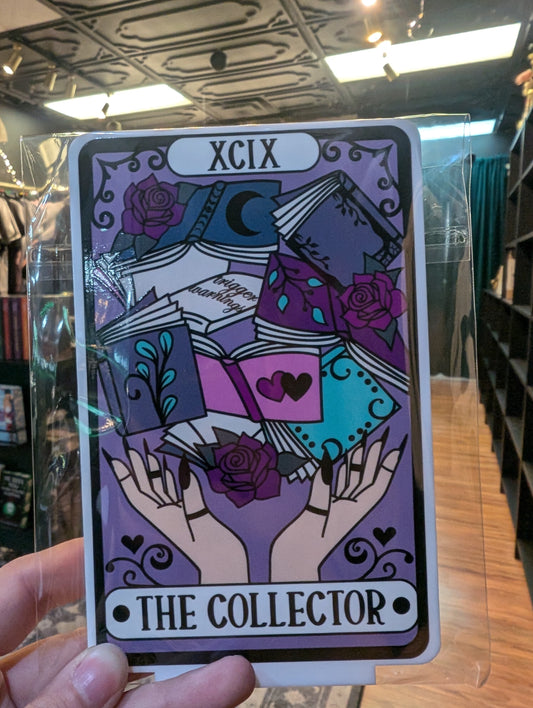 XCIX
trigger
warnings
THE COLLECTOR